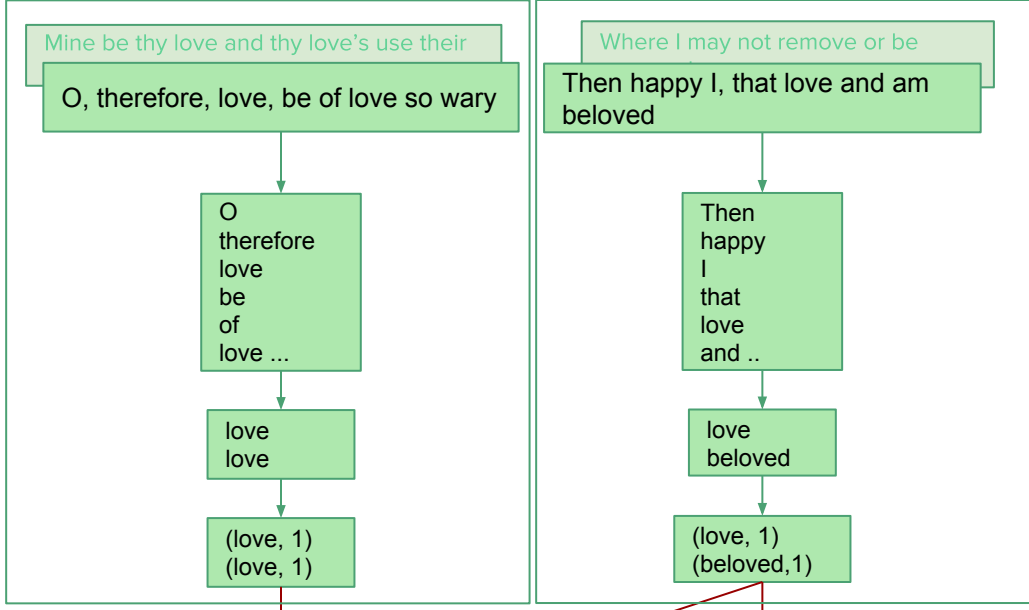 Mine be thy love and thy love's use their
O, therefore, love, be of love so wary
O
therefore
love
be
of
love ...
love
love
(love, 1)
(love, 1)
Where I may not remove or be
Then happy I, that love and am
beloved
Then
happy
I
that
love
and ..
love
beloved
(love, 1)
(beloved,1)